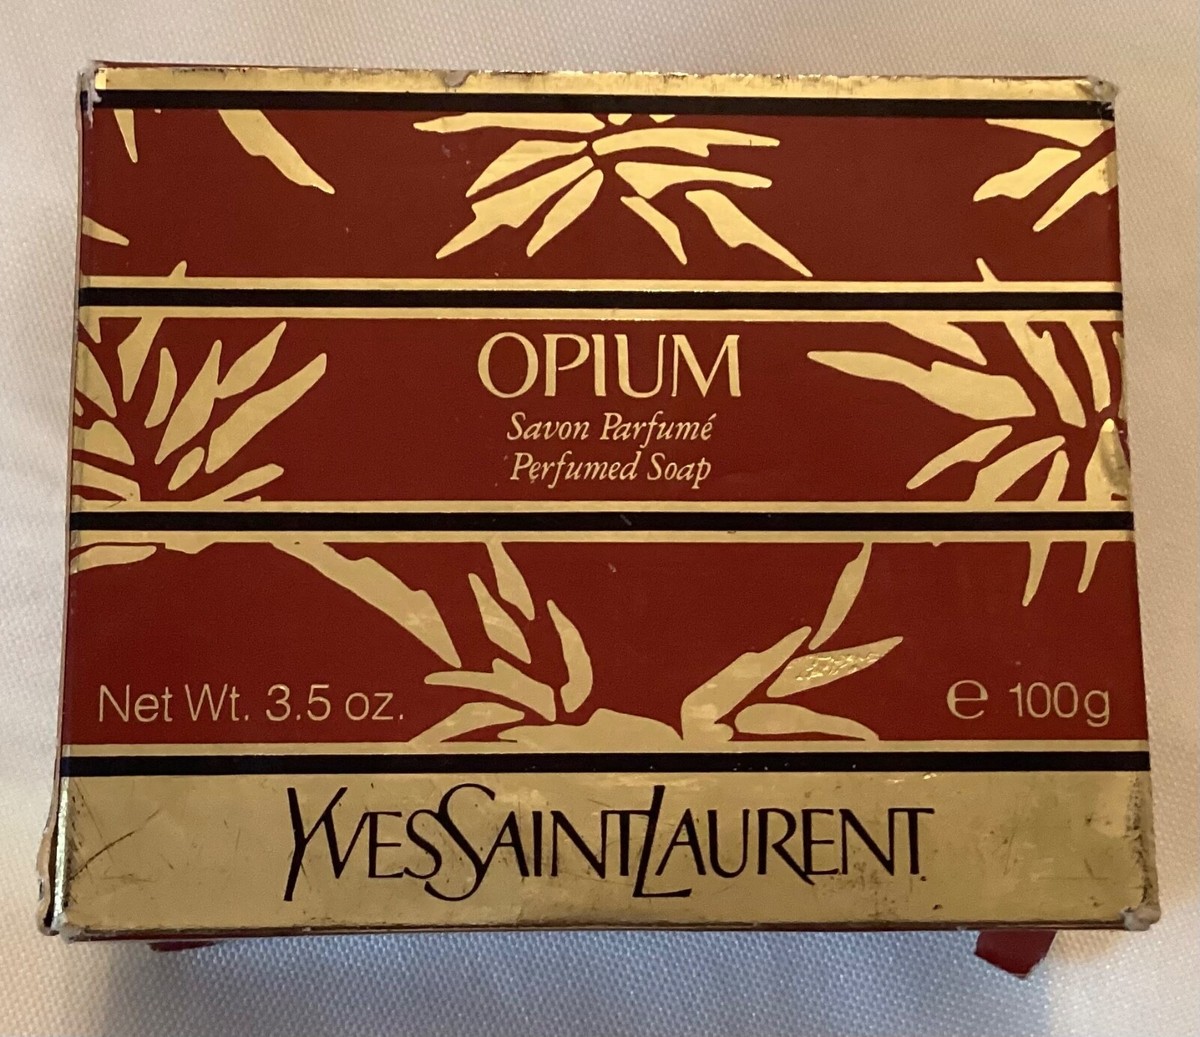 OPIUM
Savon Parfumé
Perfumed Soap
Net Wt. 3.5 oz.
℮ 100g
YVESSAINTLAURENT